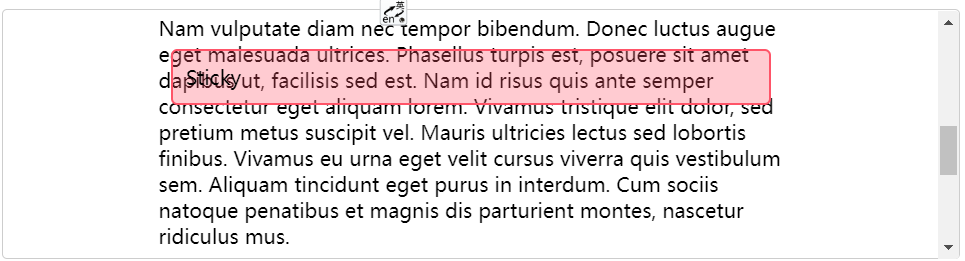 英
en
Nam vulputate diam nec tempor bibendum. Donec luctus augue
eget malesuada ultrices. Phasellus turpis est, posuere sit amet
Sticky
dapibus ut, facilisis sed est. Nam id risus quis ante semper
consectetur eget aliquam lorem. Vivamus tristique elit dolor, sed
pretium metus suscipit vel. Mauris ultricies lectus sed lobortis
finibus. Vivamus eu urna eget velit cursus viverra quis vestibulum
sem. Aliquam tincidunt eget purus in interdum. Cum sociis
natoque penatibus et magnis dis parturient montes, nascetur
ridiculus mus.